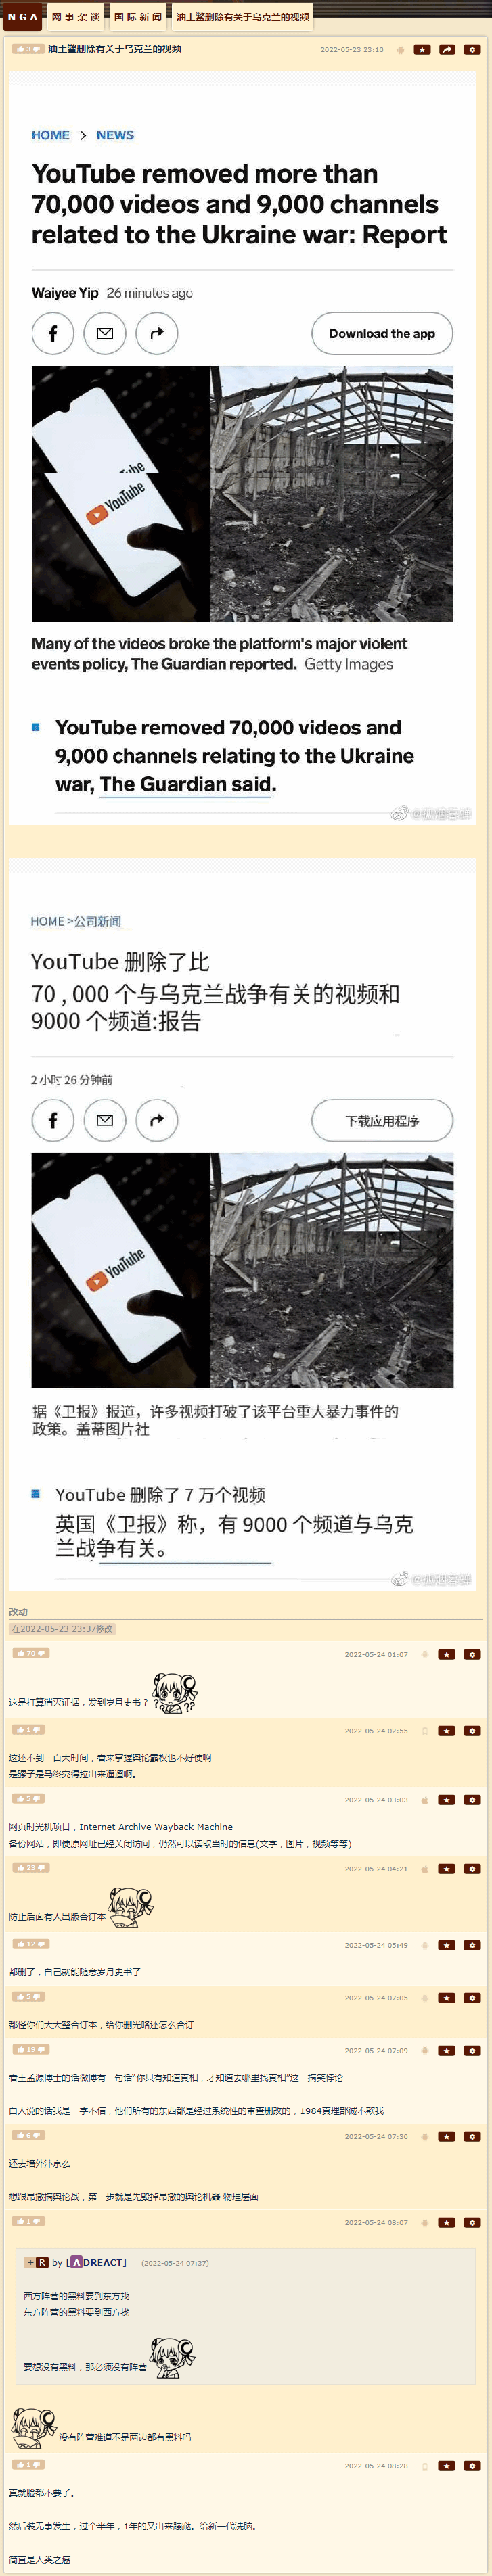 NGA 网事杂谈 国际新闻 油土鳖删除有关于乌克兰的视频
3 油土鳖删除有关于乌克兰的视频 2022-05-23 23:10
HOME > NEWS
YouTube removed more than
70,000 videos and 9,000 channels
related to the Ukraine war: Report
Waiyee Yip 26 minutes ago
Download the app
YouTube
Many of the videos broke the platform's major violent
events policy, The Guardian reported. Getty Images
YouTube removed 70,000 videos and
9,000 channels relating to the Ukraine
war, The Guardian said.
HOME >公司新闻
YouTube 删除了比
70 , 000 个与乌克兰战争有关的视频和
9000 个频道:报告
2 小时 26 分钟前
下载应用程序
YouTube
据《卫报》报道，许多视频打破了该平台重大暴力事件的
政策。盖蒂图片社
YouTube 删除了 7 万个视频
英国《卫报》称，有 9000 个频道与乌克
兰战争有关。
改动
在2022-05-23 23:37修改
70 2022-05-24 01:07
这是打算消灭证据，发到岁月史书？
1 2022-05-24 02:55
这还不到一百天时间，看来掌握舆论霸权也不好使啊
是骡子是马终究得拉出来遛遛啊。
5 2022-05-24 03:03
网页时光机项目，Internet Archive Wayback Machine
备份网站，即使原网址已经关闭访问，仍然可以读取当时的信息(文字，图片，视频等等)
23 2022-05-24 04:21
防止后面有人出版合订本
12 2022-05-24 05:49
都删了，自己就能随意岁月史书了
5 2022-05-24 07:05
都怪你们天天整合订本，给你删光咯还怎么合订
19 2022-05-24 07:09
看王孟源博士的话微博有一句话“你只有知道真相，才知道去哪里找真相”这一搞笑悖论
白人说的话我是一字不信，他们所有的东西都是经过系统性的审查删改的，1984真理部诚不欺我
6 2022-05-24 07:30
还去墙外汴京么
想跟昂撒搞舆论战，第一步就是先毁掉昂撒的舆论机器 物理层面
1 2022-05-24 08:07
+ R by [ADREACT] (2022-05-24 07:37)
西方阵营的黑料要到东方找
东方阵营的黑料要到西方找
要想没有黑料，那必须没有阵营
没有阵营难道不是两边都有黑料吗
1 2022-05-24 08:28
真就脸都不要了。
然后装无事发生，过个半年，1年的又出来蹦跶。给新一代洗脑。
简直是人类之癌